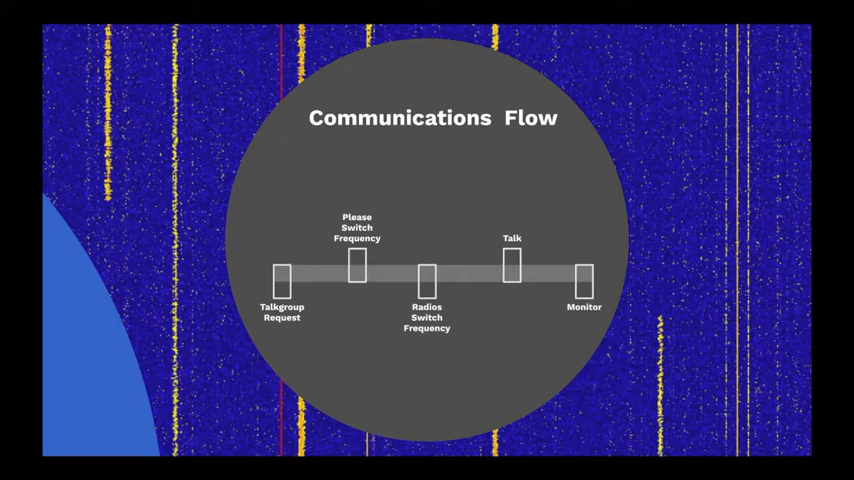 Communications Flow
Please
Switch
Frequency
Talk
Talkgroup
Request
Radios
Switch
Frequency
Monitor